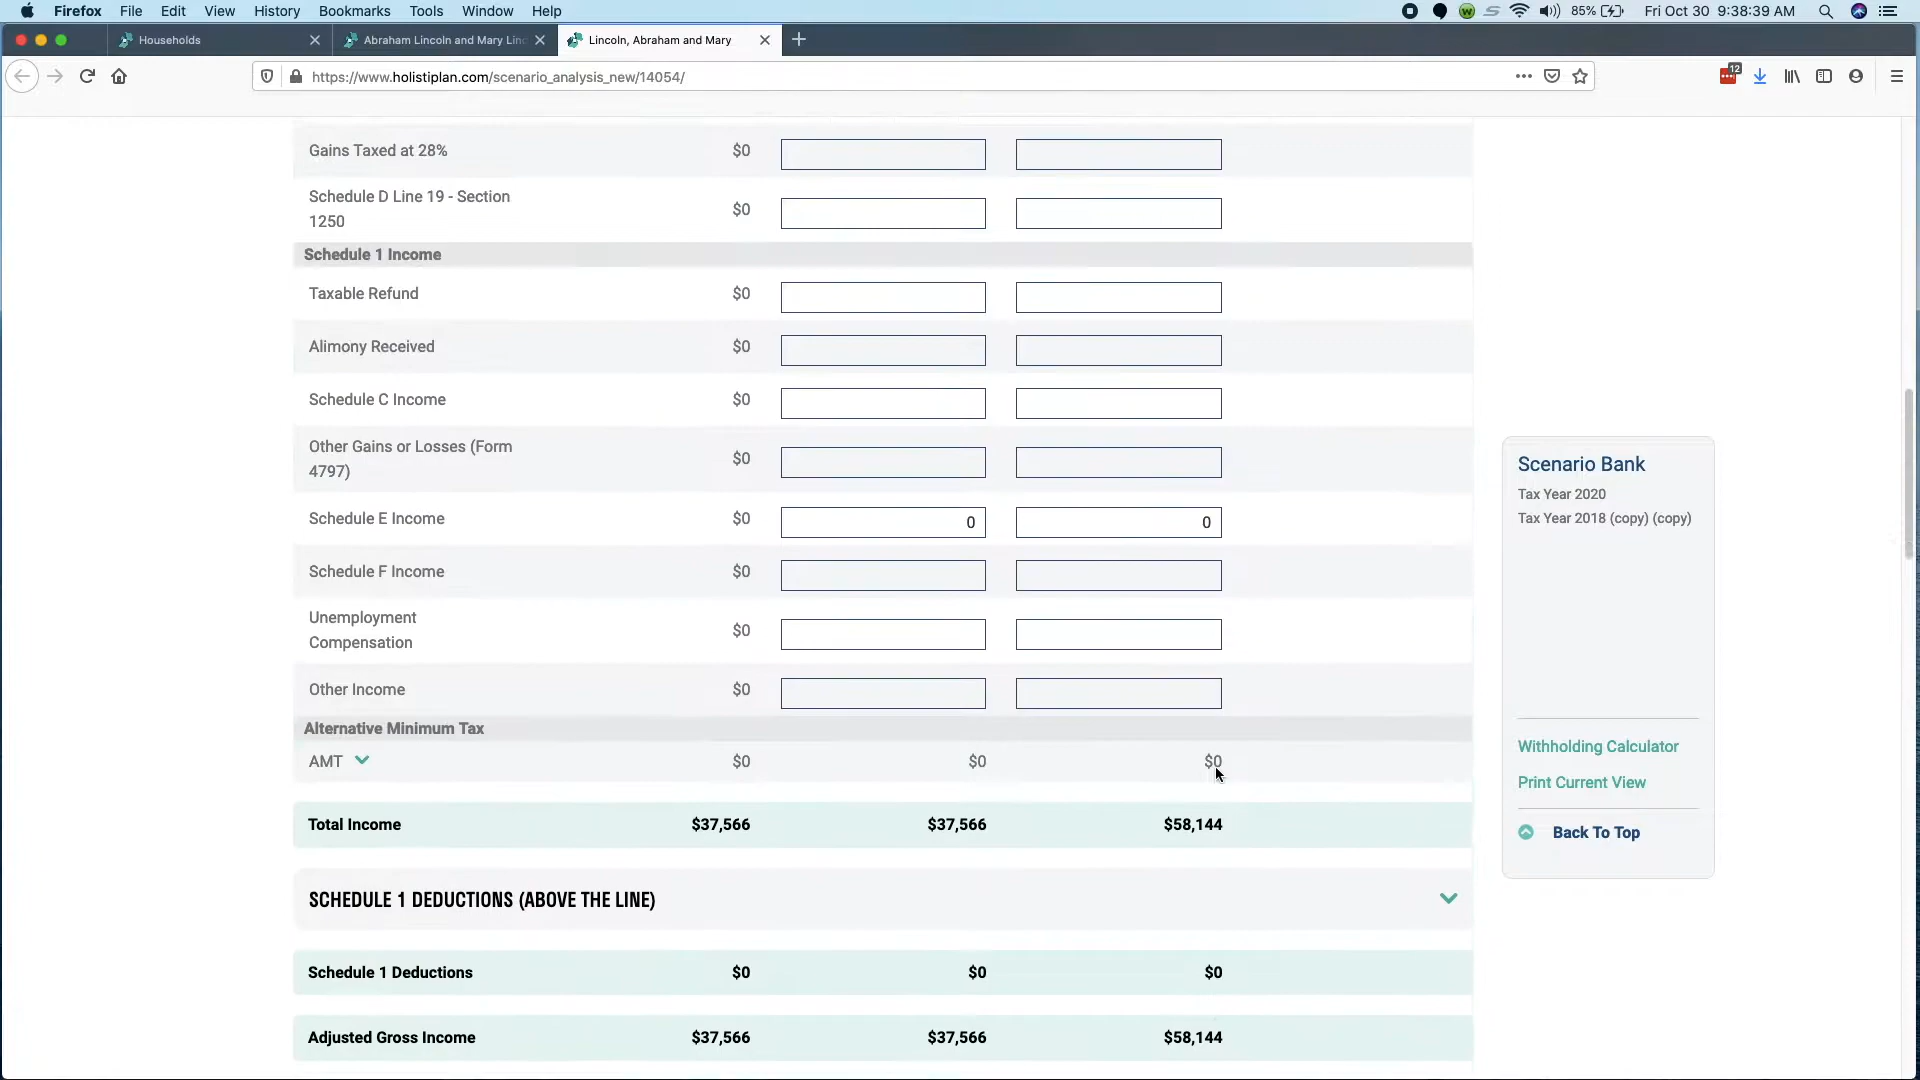 Firefox File Edit View History Bookmarks Tools Window Help 85% Fri Oct 30 9:38:39 AM
Households Abraham Lincoln and Mary Linc Lincoln, Abraham and Mary
https://www.holistiplan.com/scenario_analysis_new/14054/ 12
Gains Taxed at 28% $0
Schedule D Line 19 - Section
1250 $0
Schedule 1 Income
Taxable Refund $0
Alimony Received $0
Schedule C Income $0
Other Gains or Losses (Form
4797) $0
Schedule E Income $0 0 0
Schedule F Income $0
Unemployment
Compensation $0
Other Income $0
Alternative Minimum Tax
AMT $0 $0 $0
Total Income $37,566 $37,566 $58,144
SCHEDULE 1 DEDUCTIONS (ABOVE THE LINE)
Schedule 1 Deductions $0 $0 $0
Adjusted Gross Income $37,566 $37,566 $58,144
Scenario Bank
Tax Year 2020
Tax Year 2018 (copy) (copy)
Withholding Calculator
Print Current View
Back To Top